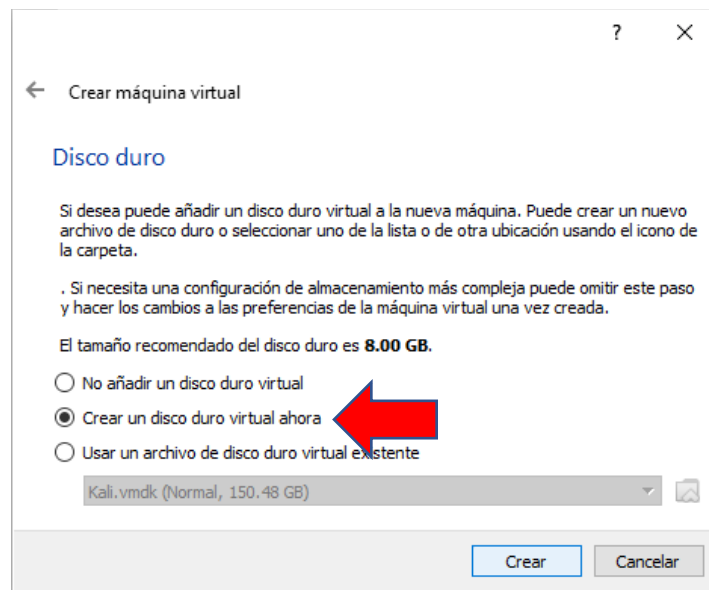 ?
Crear máquina virtual
Disco duro
Si desea puede añadir un disco duro virtual a la nueva máquina. Puede crear un nuevo
archivo de disco duro o seleccionar uno de la lista o de otra ubicación usando el icono de
la carpeta.
. Si necesita una configuración de almacenamiento más compleja puede omitir este paso
y hacer los cambios a las preferencias de la máquina virtual una vez creada.
El tamaño recomendado del disco duro es 8.00 GB.
No añadir un disco duro virtual
Crear un disco duro virtual ahora
Usar un archivo de disco duro virtual existente
Kali.vmdk (Normal, 150.48 GB)
Crear
Cancelar